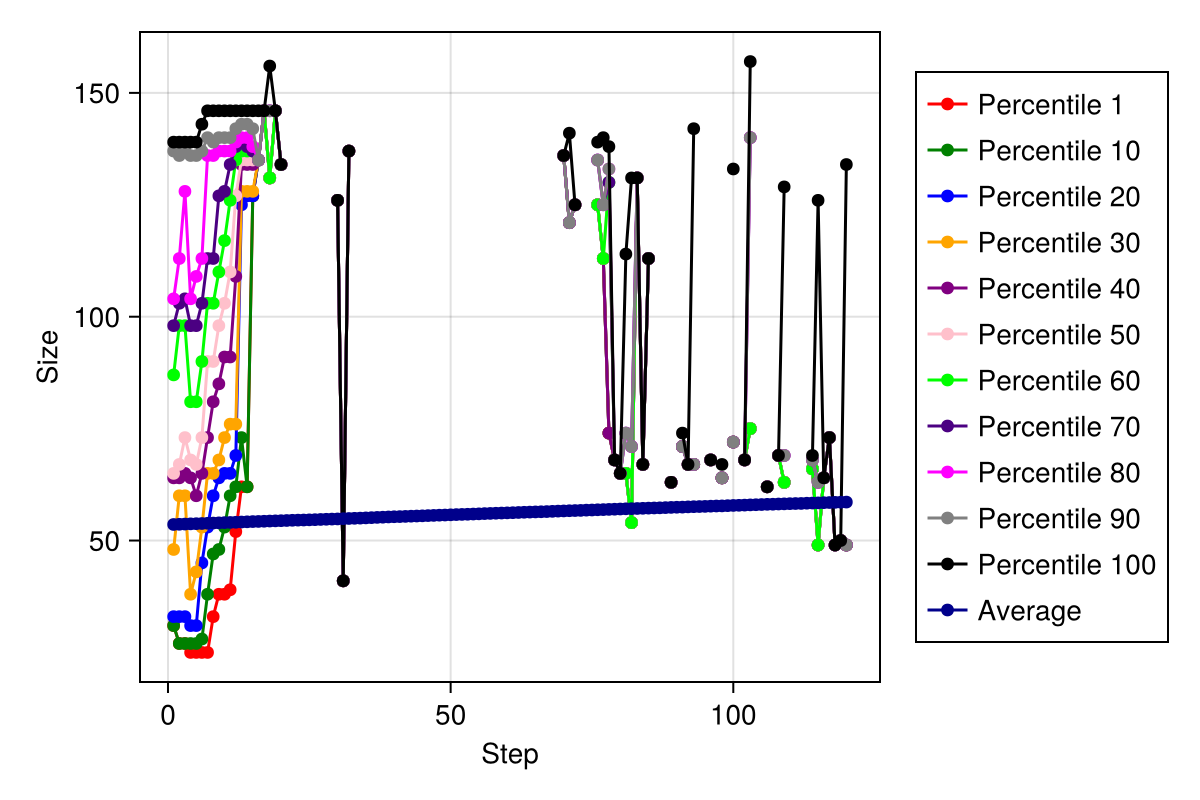 150
100
50
Size
0
50
100
Step
Percentile 1
Percentile 10
Percentile 20
Percentile 30
Percentile 40
Percentile 50
Percentile 60
Percentile 70
Percentile 80
Percentile 90
Percentile 100
Average